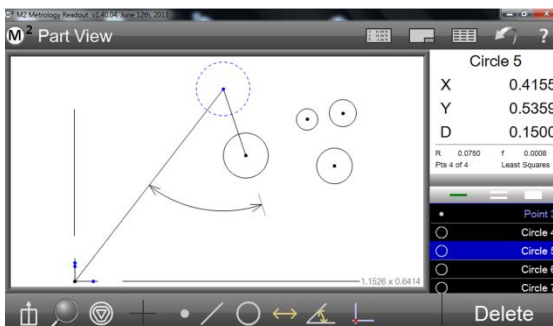 M2 Metrology Readout v1.40.04, June 12th, 2013
M2 Part View
?
Circle 5
X 0.4155
Y 0.5359
D 0.1500
R 0.0750 f 0.0008
Pts 4 of 4 Least Squares
Point 3
Circle 4
Circle 5
Circle 6
Circle 7
1.1526 x 0.6414
Delete